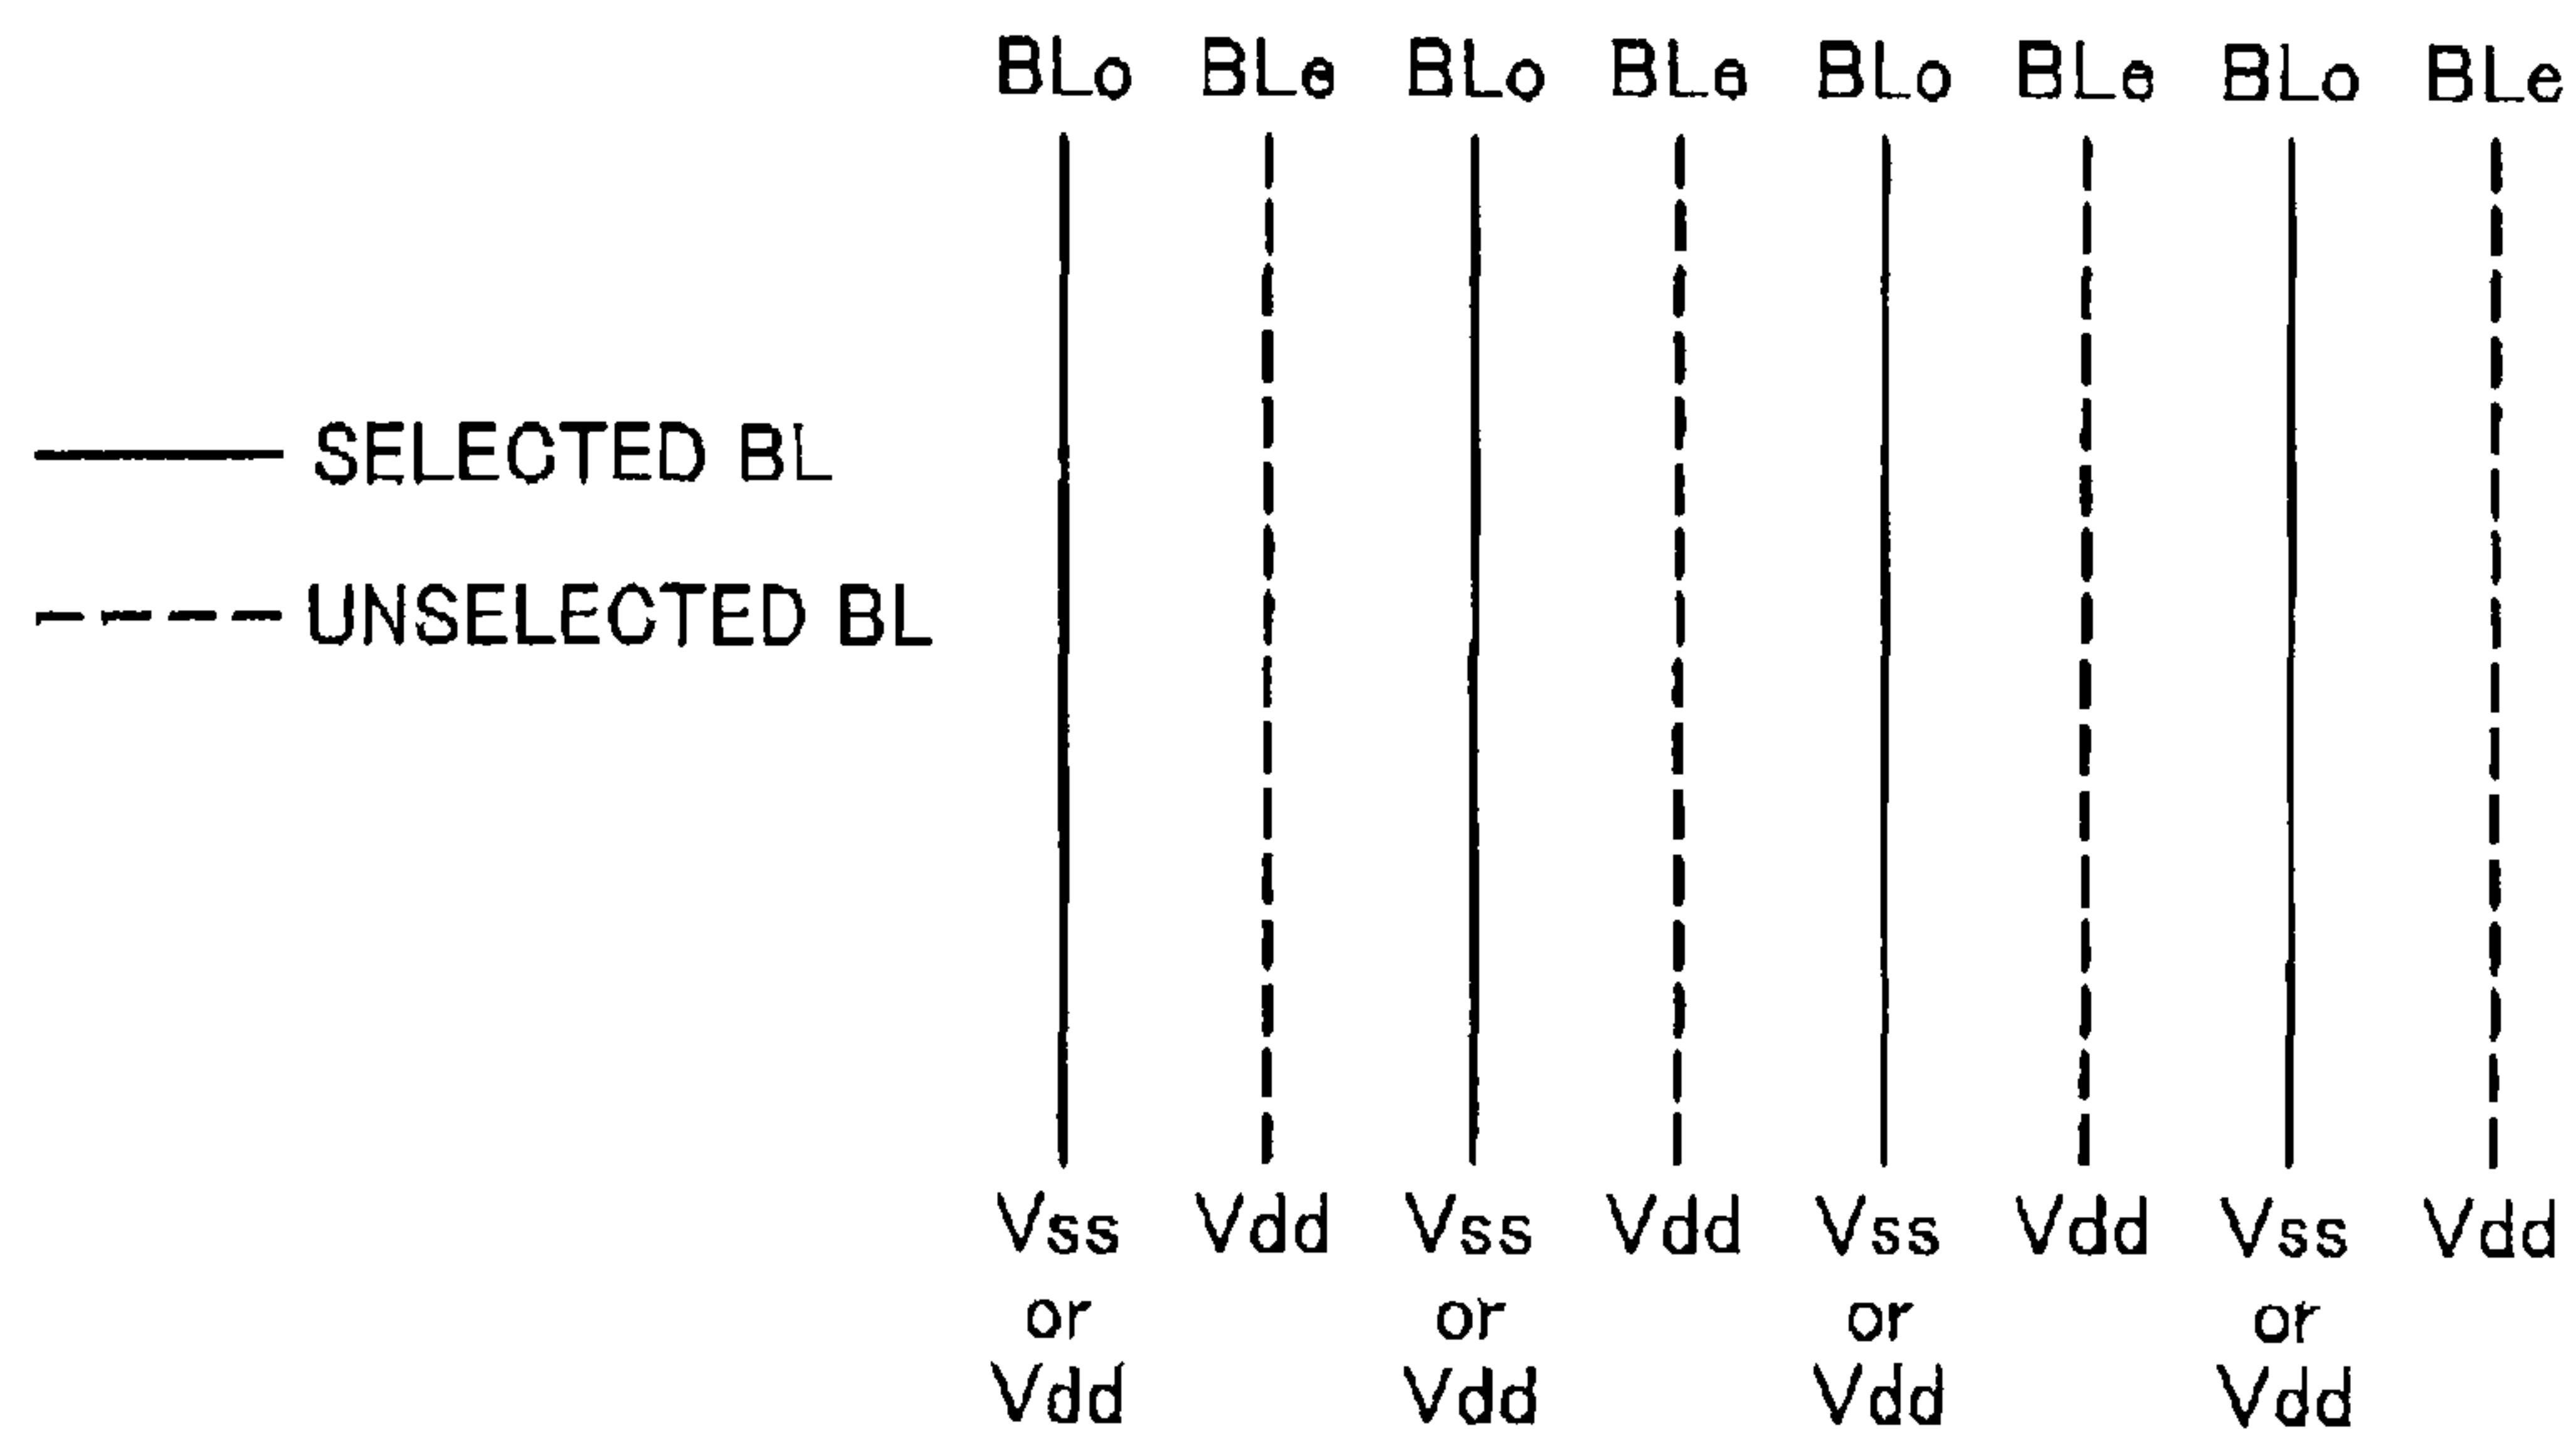 BLo BLe BLo BLe BLo BLe BLo BLe
SELECTED BL
UNSELECTED BL
Vss Vdd Vss Vdd Vss Vdd Vss Vdd
or or or or
Vdd Vdd Vdd Vdd